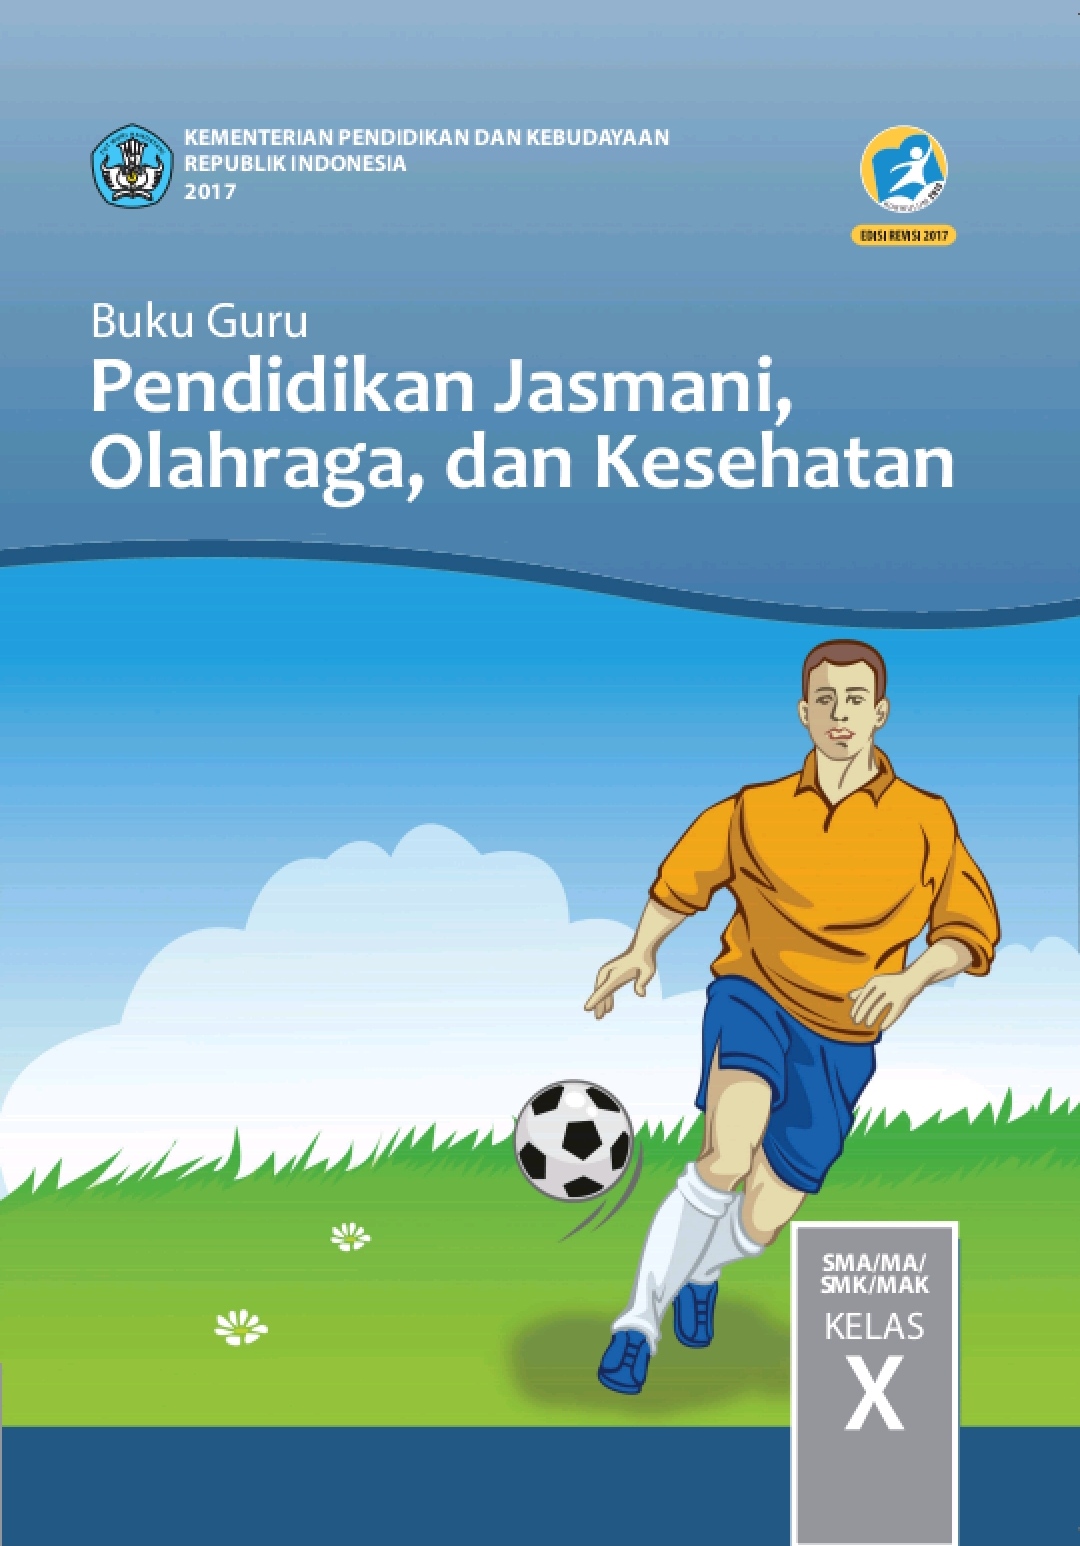 KEMENTERIAN PENDIDIKAN DAN KEBUDAYAAN
REPUBLIK INDONESIA
2017
EDISI REVISI 2017
Buku Guru
Pendidikan Jasmani,
Olahraga, dan Kesehatan
SMA/MA/
SMK/MAK
KELAS
X